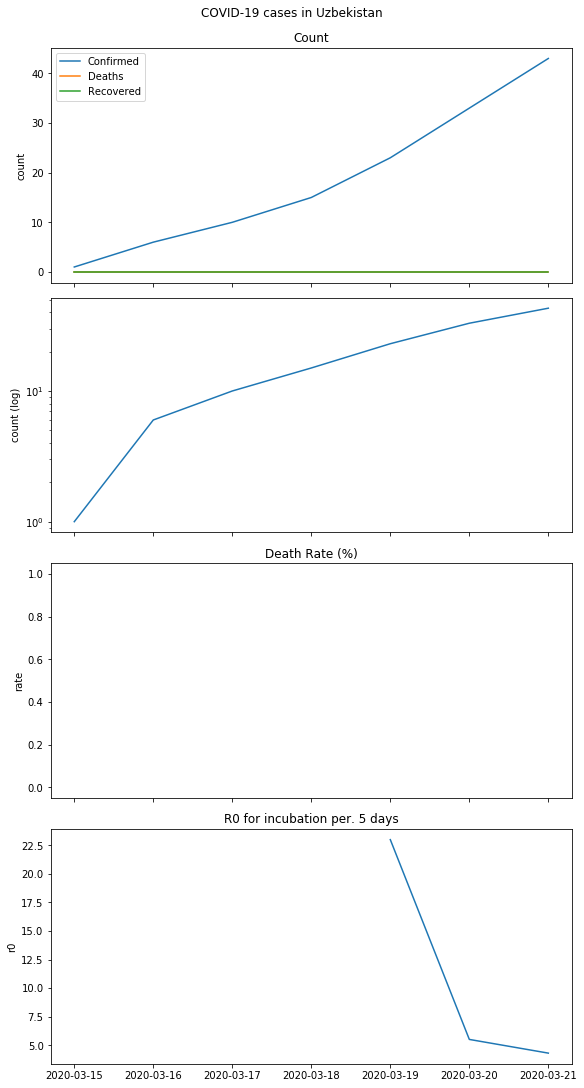 COVID-19 cases in Uzbekistan
Count
Confirmed
Deaths
Recovered
40
30
20
10
0
count
10¹
10⁰
count (log)
Death Rate (%)
1.0
0.8
0.6
0.4
0.2
0.0
rate
R0 for incubation per. 5 days
22.5
20.0
17.5
15.0
12.5
10.0
7.5
5.0
r0
2020-03-15 2020-03-16 2020-03-17 2020-03-18 2020-03-19 2020-03-20 2020-03-21